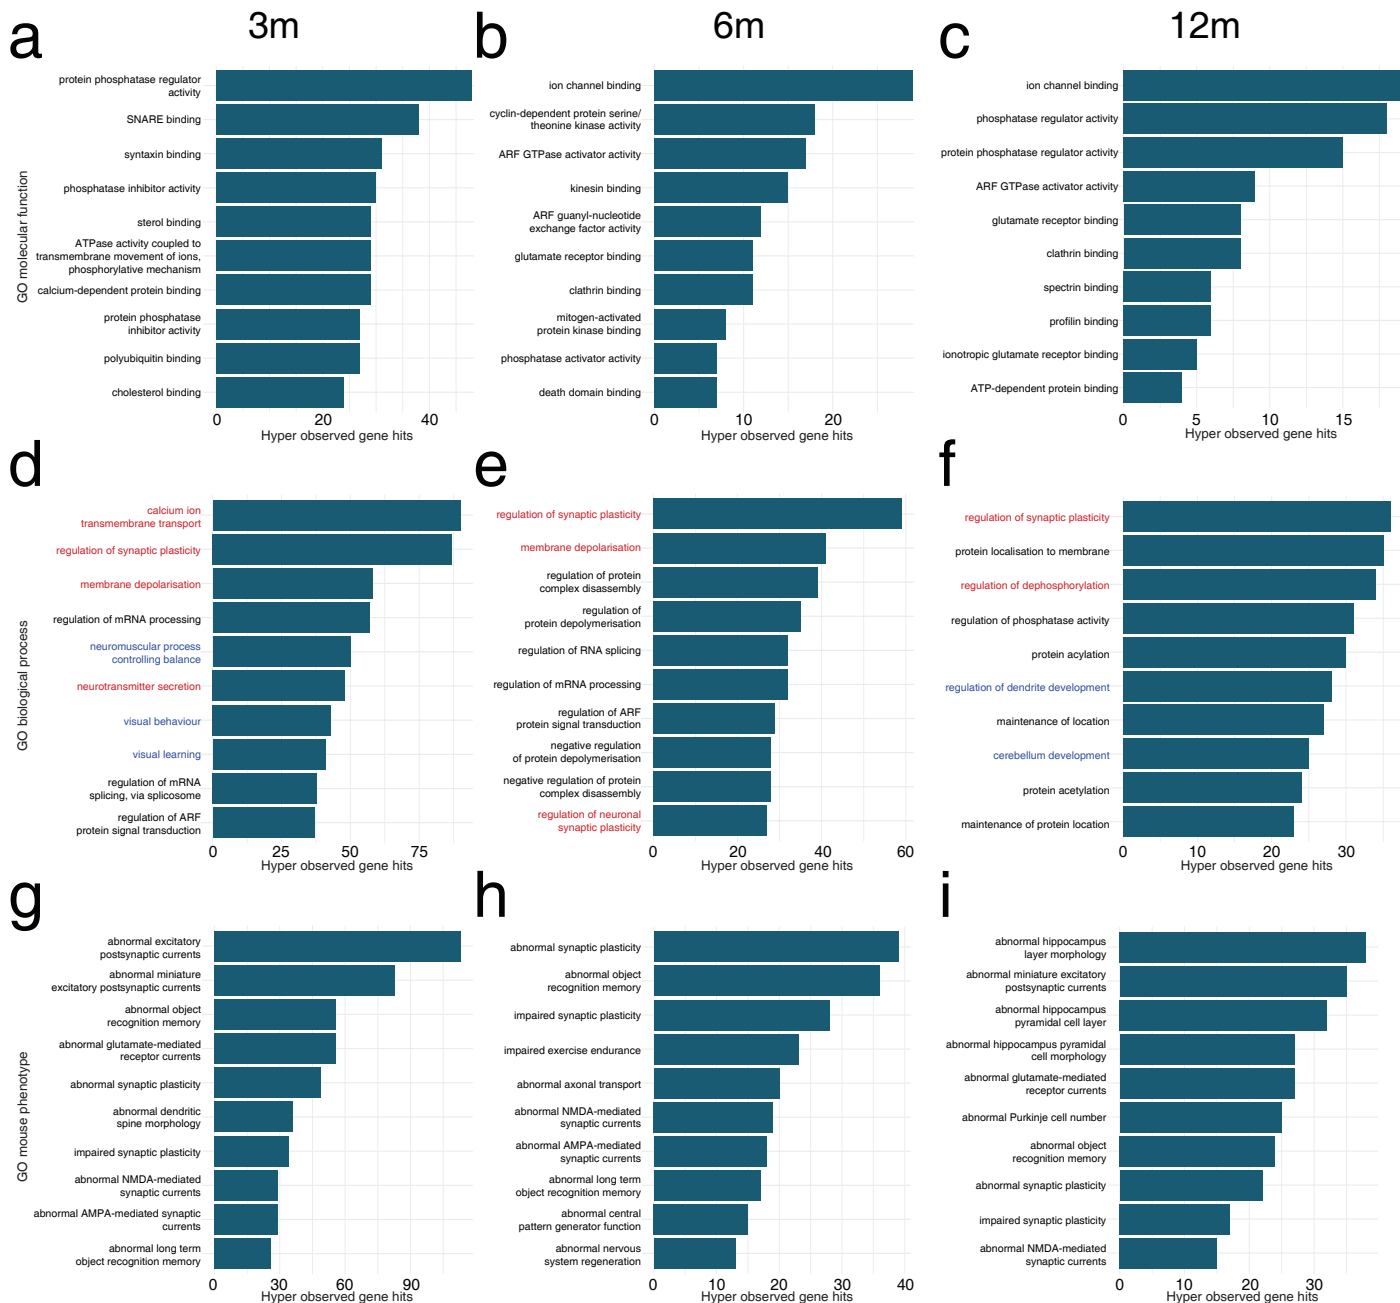 a
3m
b
6m
c
12m
GO molecular function
protein phosphatase regulator
activity
SNARE binding
syntaxin binding
phosphatase inhibitor activity
sterol binding
ATPase activity coupled to
transmembrane movement of ions,
phosphorylative mechanism
calcium-dependent protein binding
protein phosphatase
inhibitor activity
polyubiquitin binding
cholesterol binding
0 20 40
Hyper observed gene hits
ion channel binding
cyclin-dependent protein serine/
theonine kinase activity
ARF GTPase activator activity
kinesin binding
ARF guanyl-nucleotide
exchange factor activity
glutamate receptor binding
clathrin binding
mitogen-activated
protein kinase binding
phosphatase activator activity
death domain binding
0 10 20
Hyper observed gene hits
ion channel binding
phosphatase regulator activity
protein phosphatase regulator activity
ARF GTPase activator activity
glutamate receptor binding
clathrin binding
spectrin binding
profilin binding
ionotropic glutamate receptor binding
ATP-dependent protein binding
0 5 10 15
Hyper observed gene hits
d
e
f
GO biological process
calcium ion
transmembrane transport
regulation of synaptic plasticity
membrane depolarisation
regulation of mRNA processing
neuromuscular process
controlling balance
neurotransmitter secretion
visual behaviour
visual learning
regulation of mRNA
splicing, via splicosome
regulation of ARF
protein signal transduction
0 25 50 75
Hyper observed gene hits
regulation of synaptic plasticity
membrane depolarisation
regulation of protein
complex disassembly
regulation of
protein depolymerisation
regulation of RNA splicing
regulation of mRNA processing
regulation of ARF
protein signal transduction
negative regulation
of protein depolymerisation
negative regulation of protein
complex disassembly
regulation of neuronal
synaptic plasticity
0 20 40 60
Hyper observed gene hits
regulation of synaptic plasticity
protein localisation to membrane
regulation of dephosphorylation
regulation of phosphatase activity
protein acylation
regulation of dendrite development
maintenance of location
cerebellum development
protein acetylation
maintenance of protein location
0 10 20 30
Hyper observed gene hits
g
h
i
GO mouse phenotype
abnormal excitatory
postsynaptic currents
abnormal miniature
excitatory postsynaptic currents
abnormal object
recognition memory
abnormal glutamate-mediated
receptor currents
abnormal synaptic plasticity
abnormal dendritic
spine morphology
impaired synaptic plasticity
abnormal NMDA-mediated
synaptic currents
abnormal AMPA-mediated synaptic
currents
abnormal long term
object recognition memory
0 30 60 90
Hyper observed gene hits
abnormal synaptic plasticity
abnormal object
recognition memory
impaired synaptic plasticity
impaired exercise endurance
abnormal axonal transport
abnormal NMDA-mediated
synaptic currents
abnormal AMPA-mediated
synaptic currents
abnormal long term
object recognition memory
abnormal central
pattern generator function
abnormal nervous
system regeneration
0 10 20 30 40
Hyper observed gene hits
abnormal hippocampus
layer morphology
abnormal miniature excitatory
postsynaptic currents
abnormal hippocampus
pyramidal cell layer
abnormal hippocampus pyramidal
cell morphology
abnormal glutamate-mediated
receptor currents
abnormal Purkinje cell number
abnormal object
recognition memory
abnormal synaptic plasticity
impaired synaptic plasticity
abnormal NMDA-mediated
synaptic currents
0 10 20 30
Hyper observed gene hits